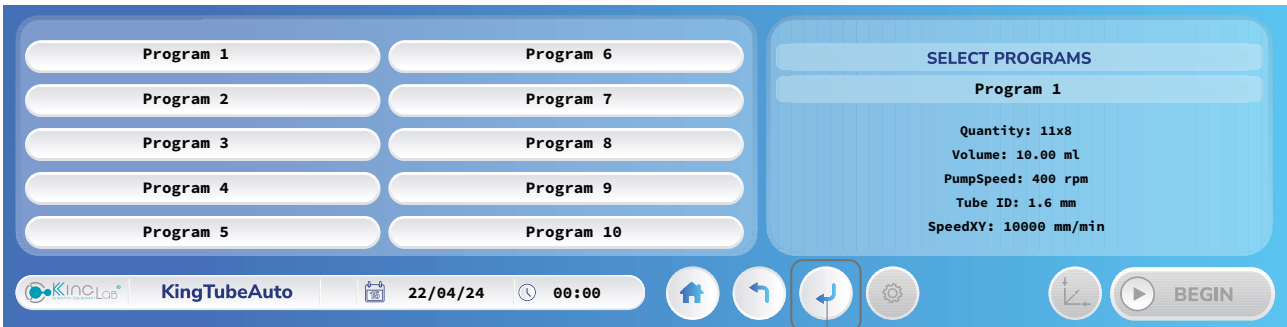 Program 1
Program 2
Program 3
Program 4
Program 5
Program 6
Program 7
Program 8
Program 9
Program 10
SELECT PROGRAMS
Program 1
Quantity: 11x8
Volume: 10.00 ml
PumpSpeed: 400 rpm
Tube ID: 1.6 mm
SpeedXY: 10000 mm/min
KingLab
KingTubeAuto
22/04/24
00:00
BEGIN